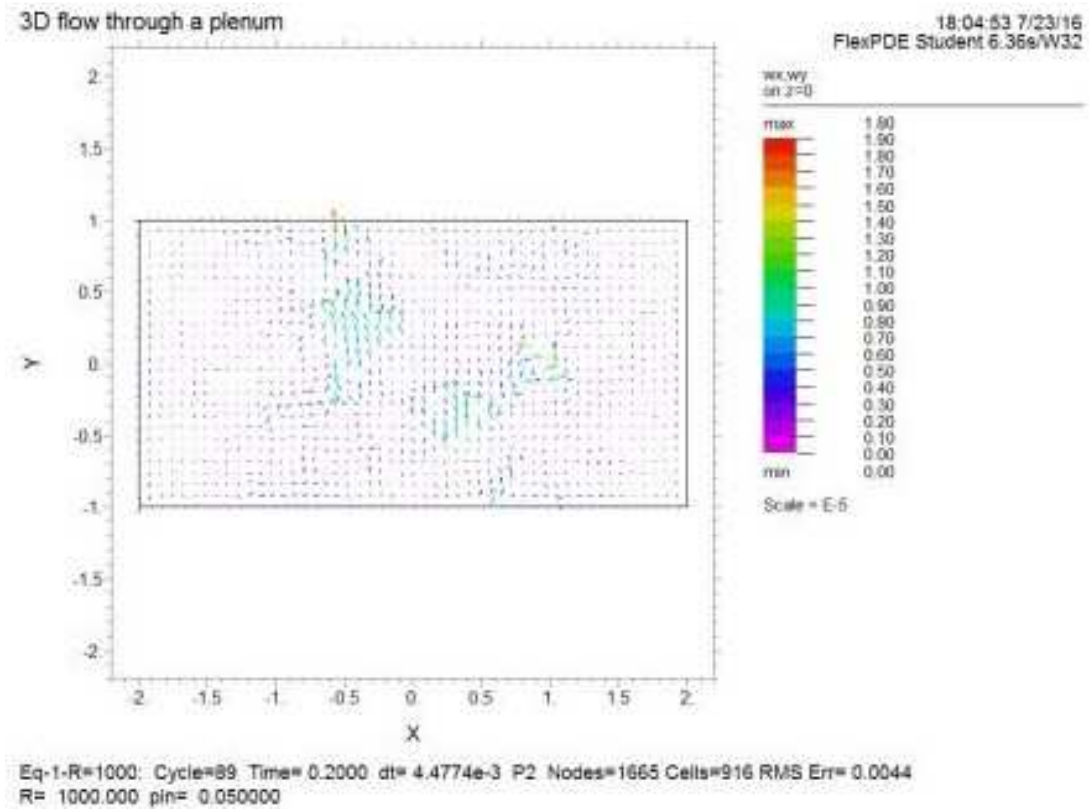 3D flow through a plenum
18:04:53 7/23/16
FlexPDE Student 6.36s/W32
wx,wy
on z=0
max 1.90
1.90
1.80
1.70
1.60
1.50
1.40
1.30
1.20
1.10
1.00
0.90
0.80
0.70
0.60
0.50
0.40
0.30
0.20
0.10
0.00
min 0.00
Scale = E-5
2.
1.5
1.
0.5
0.
-0.5
-1.
-1.5
-2.
Y
-2. -1.5 -1. -0.5 0. 0.5 1. 1.5 2.
X
Eq-1-R=1000: Cycle=89 Time= 0.2000 dt= 4.4774e-3 P2 Nodes=1665 Cells=916 RMS Err= 0.0044
R= 1000.000 pin= 0.050000